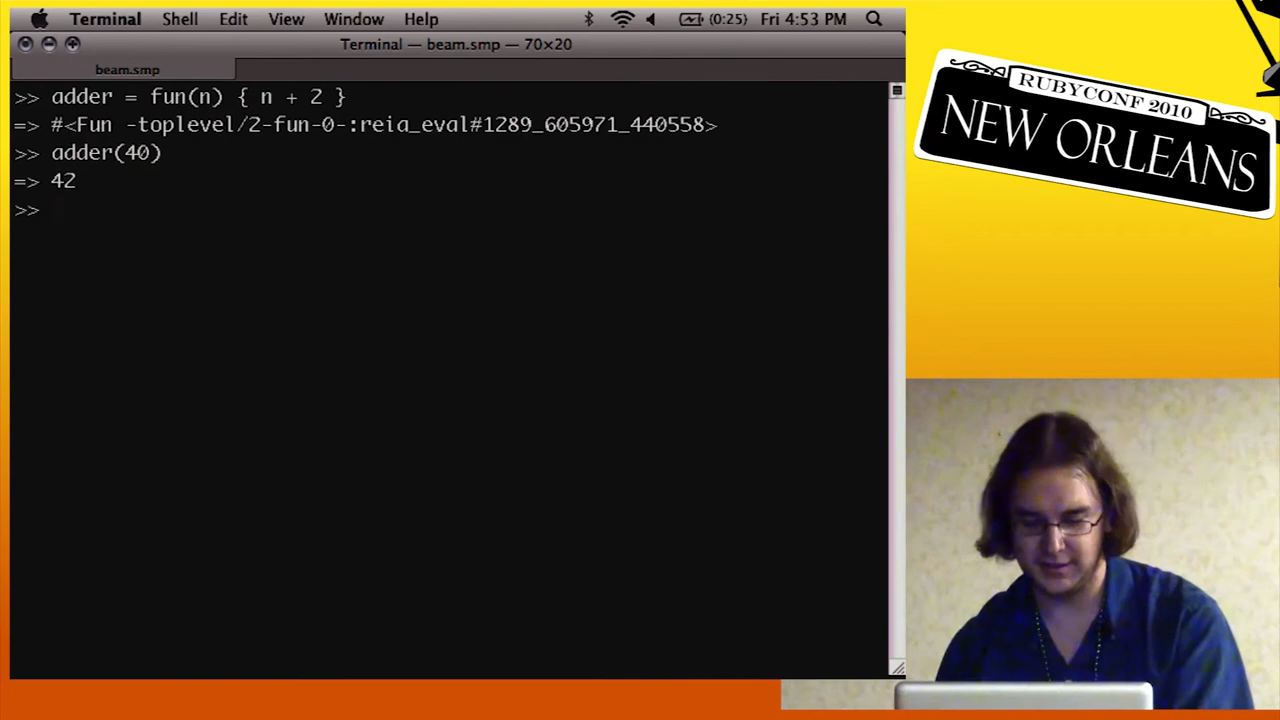 Terminal Shell Edit View Window Help (0:25) Fri 4:53 PM
Terminal — beam.smp — 70×20
beam.smp
>> adder = fun(n) { n + 2 }
=> #<Fun -toplevel/2-fun-0-:reia_eval#1289_605971_440558>
>> adder(40)
=> 42
>>
RUBYCONF 2010
NEW ORLEANS